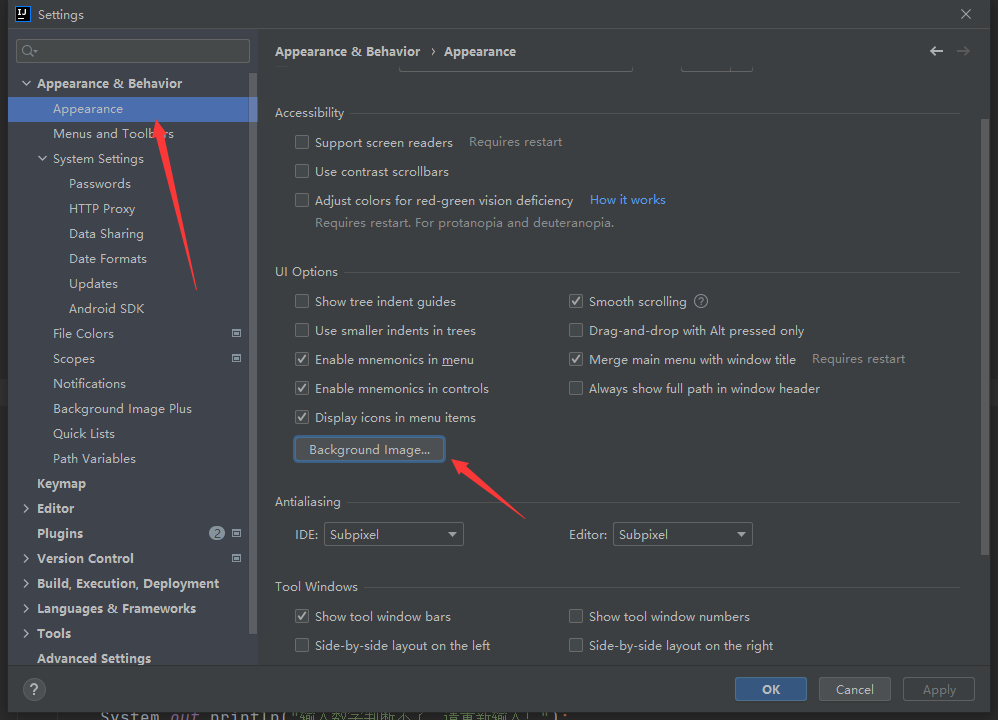 Settings
Appearance & Behavior
Appearance
Menus and Toolbars
System Settings
Passwords
HTTP Proxy
Data Sharing
Date Formats
Updates
Android SDK
File Colors
Scopes
Notifications
Background Image Plus
Quick Lists
Path Variables
Keymap
Editor
Plugins 2
Version Control
Build, Execution, Deployment
Languages & Frameworks
Tools
Advanced Settings
Appearance & Behavior › Appearance
Accessibility
Support screen readers Requires restart
Use contrast scrollbars
Adjust colors for red-green vision deficiency How it works
Requires restart. For protanopia and deuteranopia.
UI Options
Show tree indent guides Smooth scrolling ?
Use smaller indents in trees Drag-and-drop with Alt pressed only
Enable mnemonics in menu Merge main menu with window title Requires restart
Enable mnemonics in controls Always show full path in window header
Display icons in menu items
Background Image...
Antialiasing
IDE: Subpixel Editor: Subpixel
Tool Windows
Show tool window bars Show tool window numbers
Side-by-side layout on the left Side-by-side layout on the right
? OK Cancel Apply